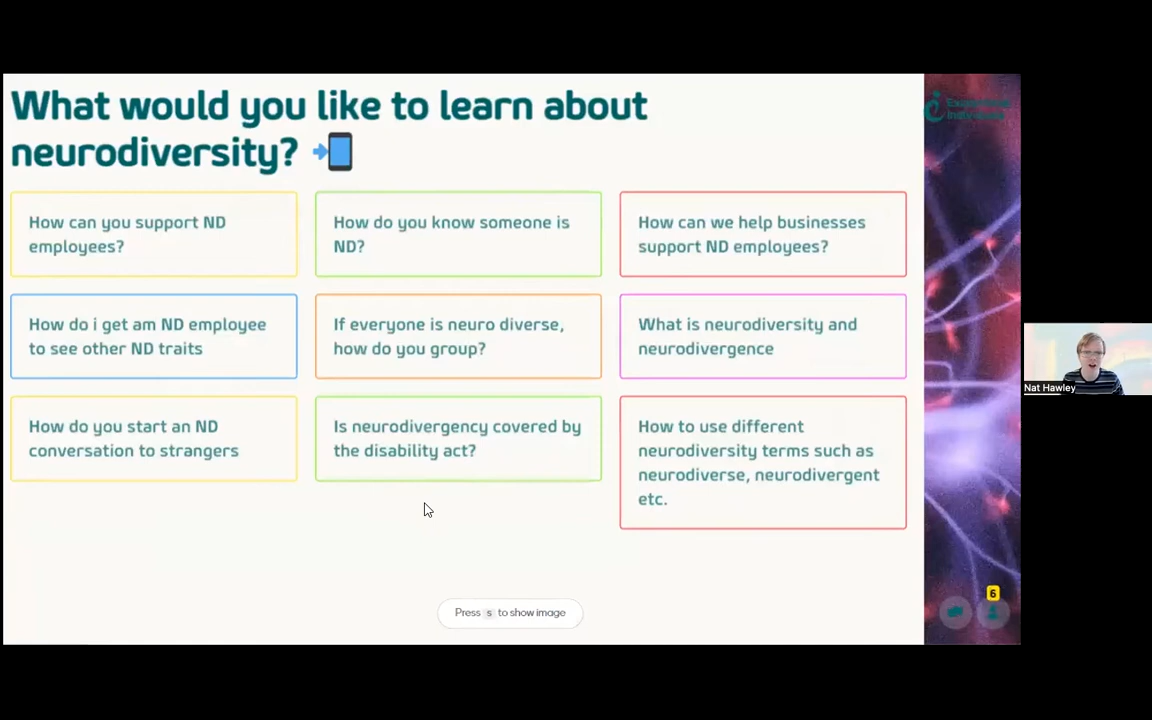 What would you like to learn about
neurodiversity?
How can you support ND
employees?
How do you know someone is
ND?
How can we help businesses
support ND employees?
How do i get am ND employee
to see other ND traits
If everyone is neuro diverse,
how do you group?
What is neurodiversity and
neurodivergence
How do you start an ND
conversation to strangers
Is neurodivergency covered by
the disability act?
How to use different
neurodiversity terms such as
neurodiverse, neurodivergent
etc.
Press s to show image
6
Nat Hawley